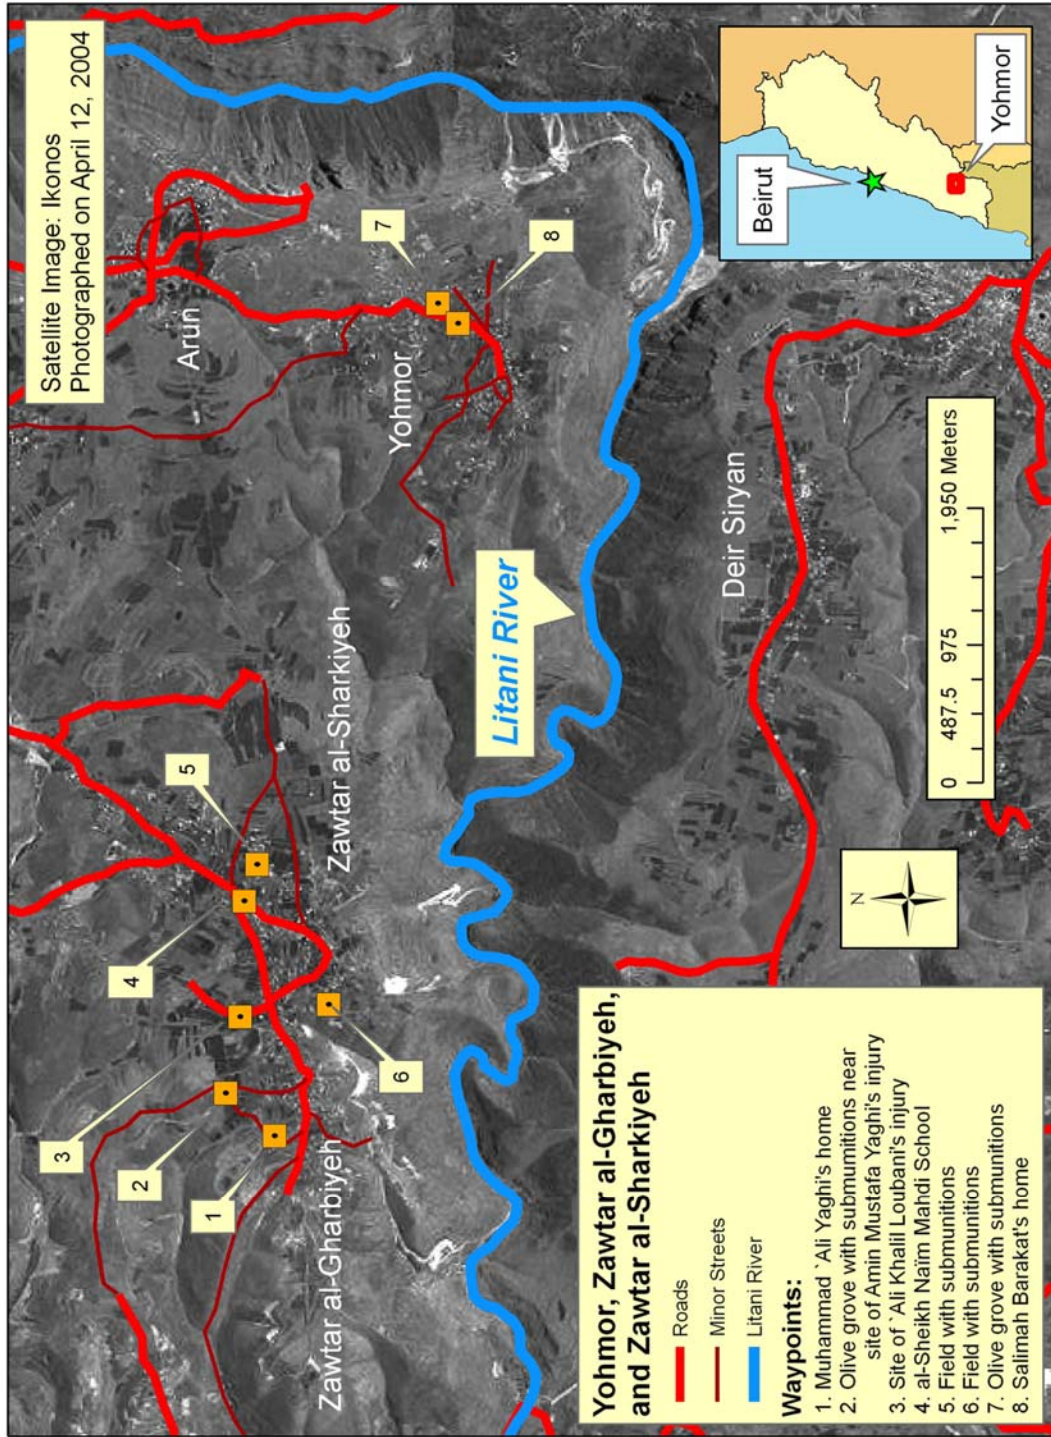 Satellite Image: Ikonos
Photographed on April 12, 2004
Arun
7
8
Yohmor
5
4
3
2
1
6
Zawtar al-Sharkiyeh
Zawtar al-Gharbiyeh
Litani River
Deir Siryan
Beirut
Yohmor
0 487.5 975 1,950 Meters
N
Yohmor, Zawtar al-Gharbiyeh,
and Zawtar al-Sharkiyeh
Roads
Minor Streets
Litani River
Waypoints:
1. Muhammad `Ali Yaghi's home
2. Olive grove with submumitions near
site of Amin Mustafa Yaghi's injury
3. Site of `Ali Khalil Loubani's injury
4. al-Sheikh Naïm Mahdi School
5. Field with submunitions
6. Field with submunitions
7. Olive grove with submunitions
8. Salimah Barakat's home